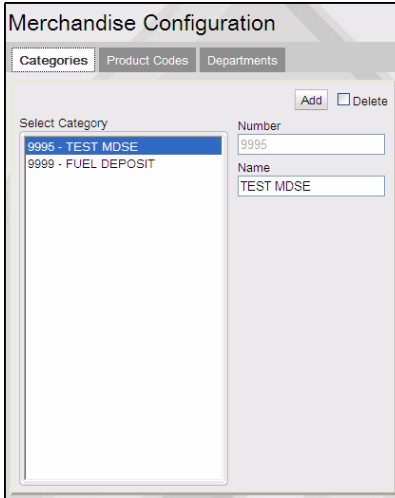 Merchandise Configuration
Categories Product Codes Departments
Add Delete
Select Category
9995 - TEST MDSE
9999 - FUEL DEPOSIT
Number
9995
Name
TEST MDSE